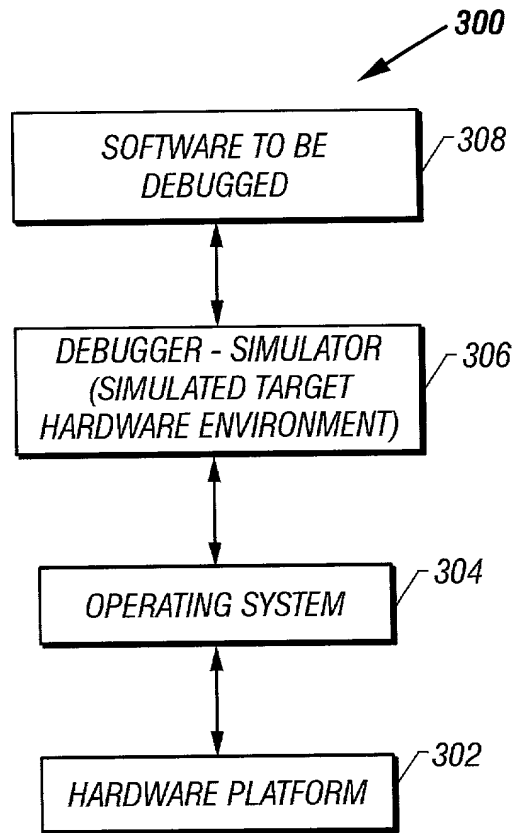 300
SOFTWARE TO BE
DEBUGGED
308
DEBUGGER - SIMULATOR
(SIMULATED TARGET
HARDWARE ENVIRONMENT)
306
OPERATING SYSTEM
304
HARDWARE PLATFORM
302